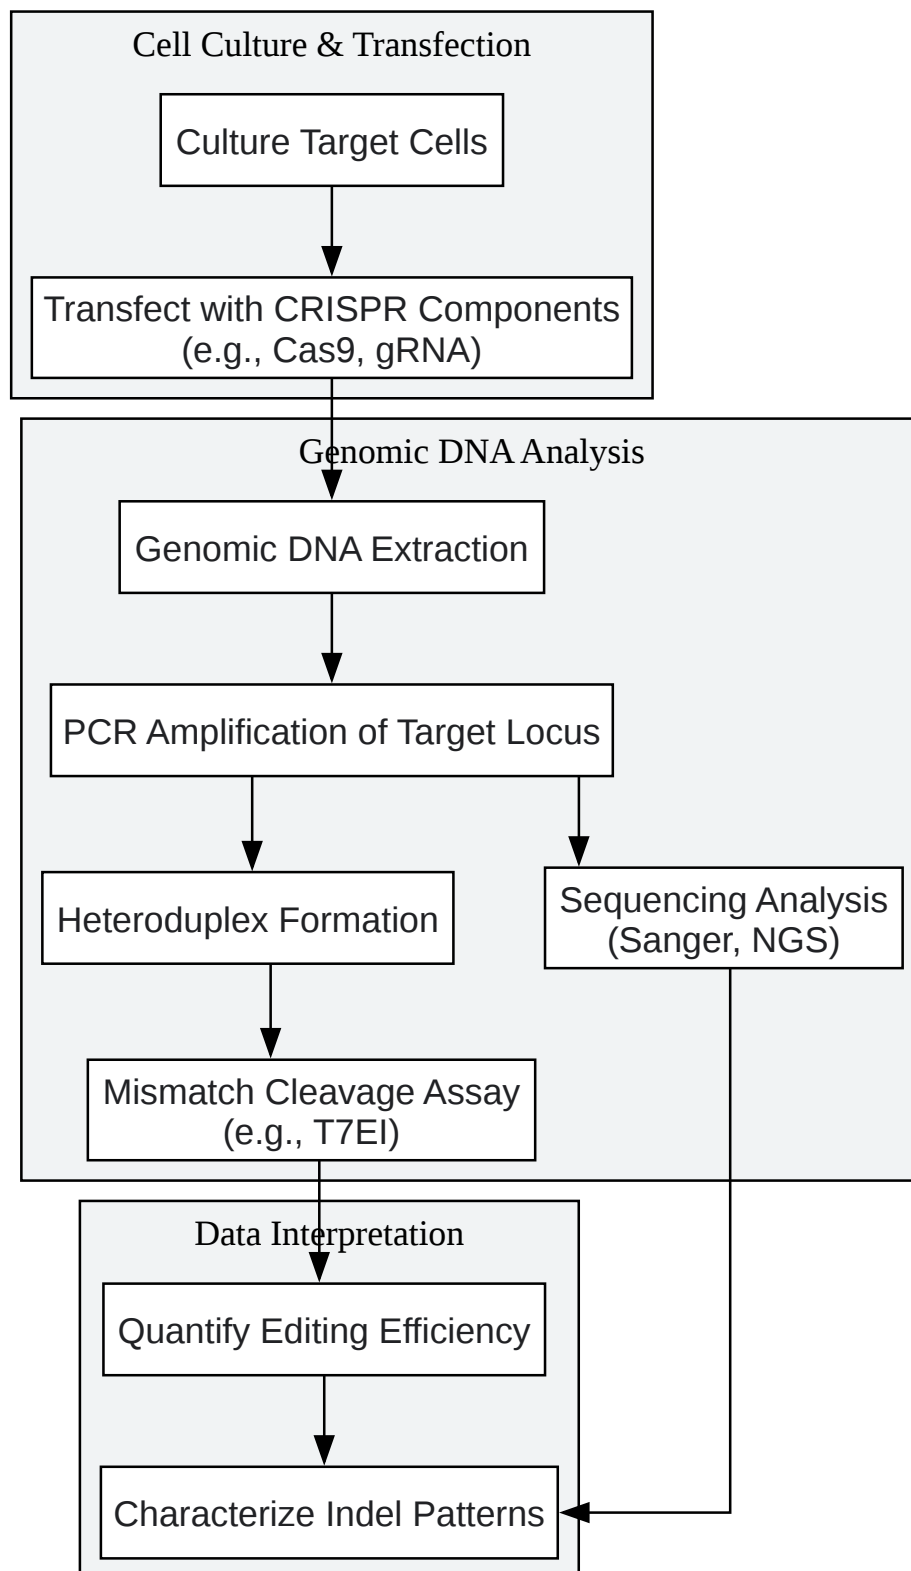 Cell Culture & Transfection
Culture Target Cells
Transfect with CRISPR Components
(e.g., Cas9, gRNA)
Genomic DNA Analysis
Genomic DNA Extraction
PCR Amplification of Target Locus
Heteroduplex Formation
Sequencing Analysis
(Sanger, NGS)
Mismatch Cleavage Assay
(e.g., T7EI)
Data Interpretation
Quantify Editing Efficiency
Characterize Indel Patterns